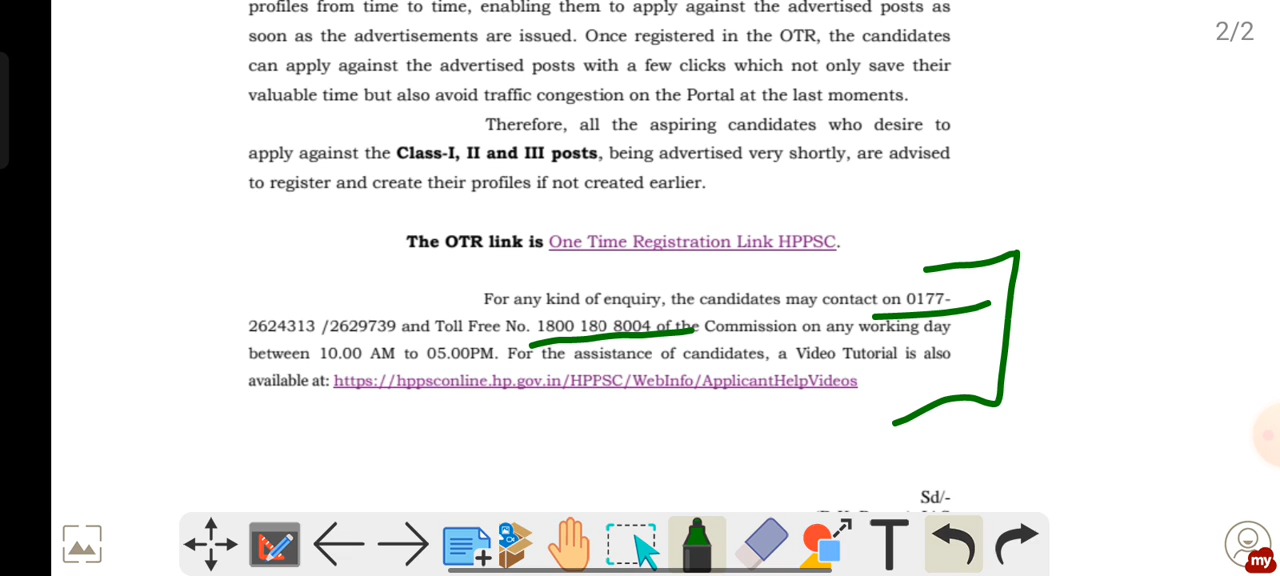 profiles from time to time, enabling them to apply against the advertised posts as
2/2
soon as the advertisements are issued. Once registered in the OTR, the candidates
can apply against the advertised posts with a few clicks which not only save their
valuable time but also avoid traffic congestion on the Portal at the last moments.
Therefore, all the aspiring candidates who desire to
apply against the Class-I, II and III posts, being advertised very shortly, are advised
to register and create their profiles if not created earlier.
The OTR link is One Time Registration Link HPPSC.
For any kind of enquiry, the candidates may contact on 0177-
2624313 /2629739 and Toll Free No. 1800 180 8004 of the Commission on any working day
between 10.00 AM to 05.00PM. For the assistance of candidates, a Video Tutorial is also
available at: https://hppsconline.hp.gov.in/HPPSC/WebInfo/ApplicantHelpVideos
Sd/-
T
my